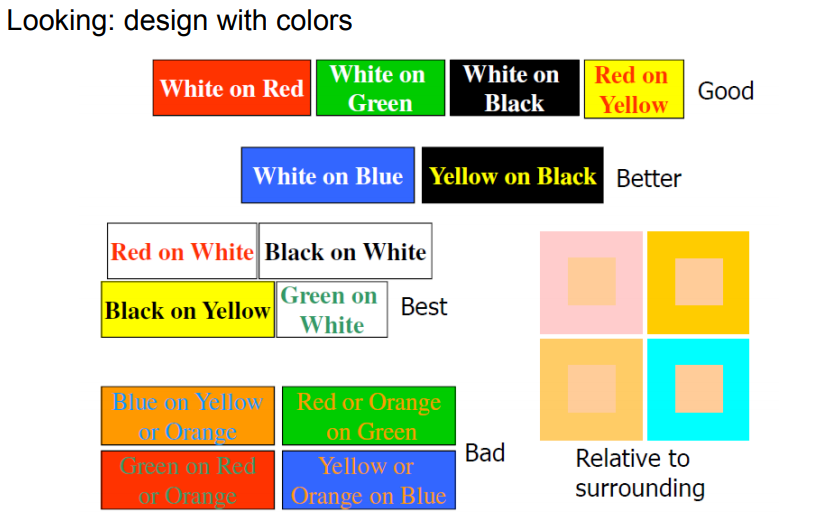 Looking: design with colors
White on Red
White on
Green
White on
Black
Red on
Yellow
Good
White on Blue
Yellow on Black
Better
Red on White
Black on White
Black on Yellow
Green on
White
Best
Blue on Yellow
or Orange
Red or Orange
on Green
Green on Red
or Orange
Yellow or
Orange on Blue
Bad
Relative to
surrounding